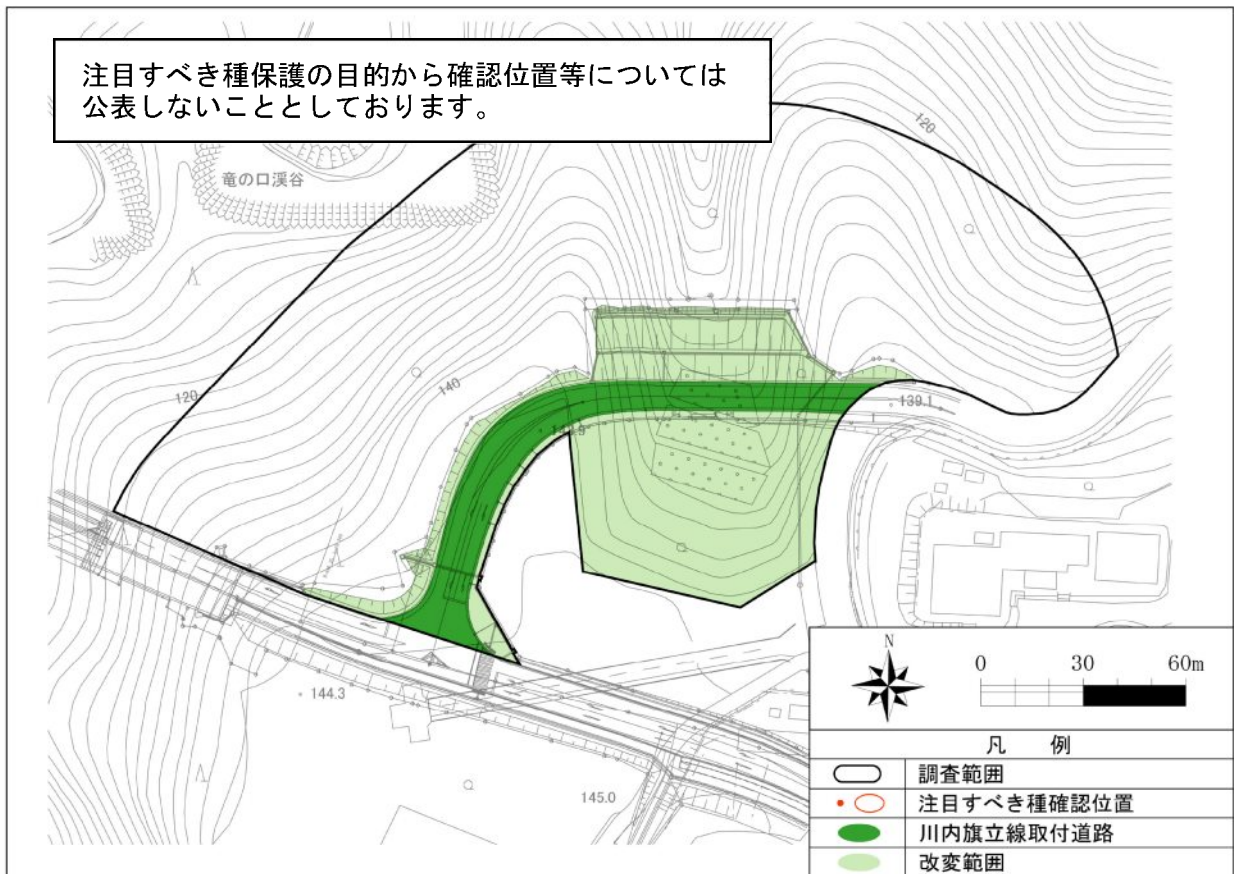 注目すべき種保護の目的から確認位置等については
公表しないこととしております。
120
竜の口渓谷
140
120
139.1
144.3
145.0
N
0 30 60m
凡 例
調査範囲
注目すべき種確認位置
川内旗立線取付道路
改変範囲